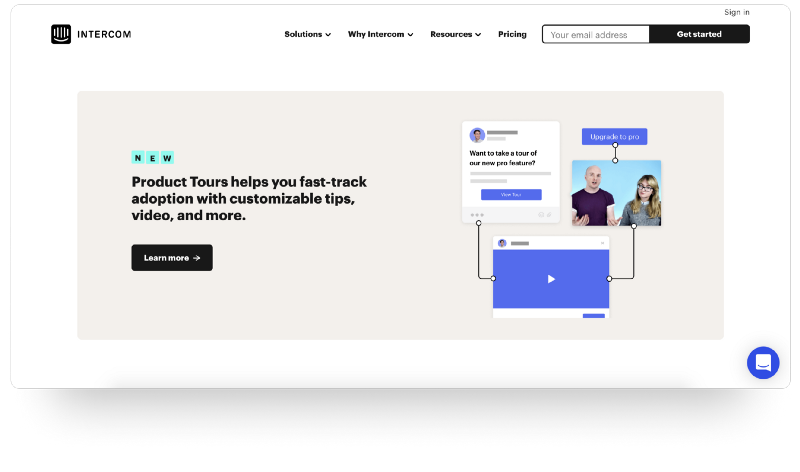 Sign in
INTERCOM
Solutions
Why Intercom
Resources
Pricing
Your email address
Get started
NEW
Product Tours helps you fast-track
adoption with customizable tips,
video, and more.
Learn more →
Want to take a tour of
our new pro feature?
View Tour
Upgrade to pro